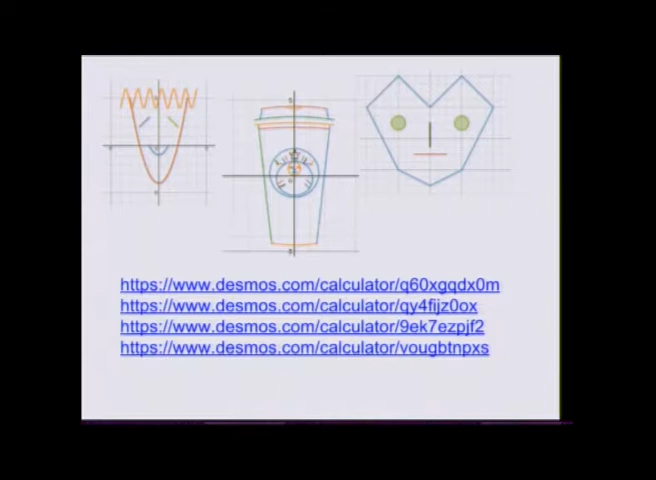 https://www.desmos.com/calculator/q60xgqdx0m
https://www.desmos.com/calculator/qy4fijz0ox
https://www.desmos.com/calculator/9ek7ezpjf2
https://www.desmos.com/calculator/vougbtnpxs